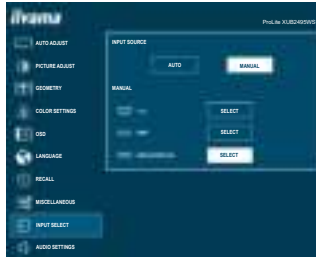 iiyama
ProLite XUB2495WS
AUTO ADJUST
INPUT SOURCE
PICTURE ADJUST
AUTO
MANUAL
GEOMETRY
MANUAL
COLOR SETTINGS
SELECT
OSD
SELECT
LANGUAGE
SELECT
RECALL
MISCELLANEOUS
INPUT SELECT
AUDIO SETTINGS